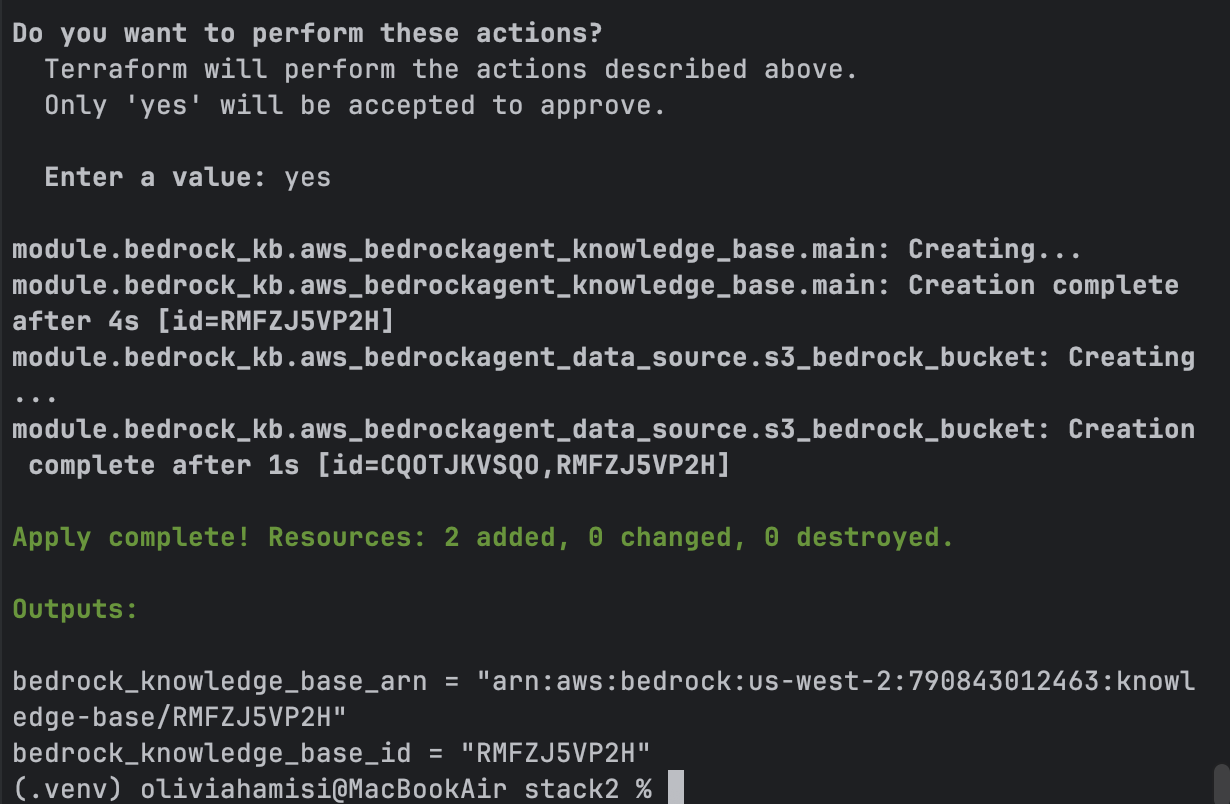 Do you want to perform these actions?
  Terraform will perform the actions described above.
  Only 'yes' will be accepted to approve.

  Enter a value: yes

module.bedrock_kb.aws_bedrockagent_knowledge_base.main: Creating...
module.bedrock_kb.aws_bedrockagent_knowledge_base.main: Creation complete
after 4s [id=RMFZJ5VP2H]
module.bedrock_kb.aws_bedrockagent_data_source.s3_bedrock_bucket: Creating
...
module.bedrock_kb.aws_bedrockagent_data_source.s3_bedrock_bucket: Creation
 complete after 1s [id=CQOTJKVSQO,RMFZJ5VP2H]

Apply complete! Resources: 2 added, 0 changed, 0 destroyed.

Outputs:

bedrock_knowledge_base_arn = "arn:aws:bedrock:us-west-2:790843012463:knowl
edge-base/RMFZJ5VP2H"
bedrock_knowledge_base_id = "RMFZJ5VP2H"
(.venv) oliviahamisi@MacBookAir stack2 %